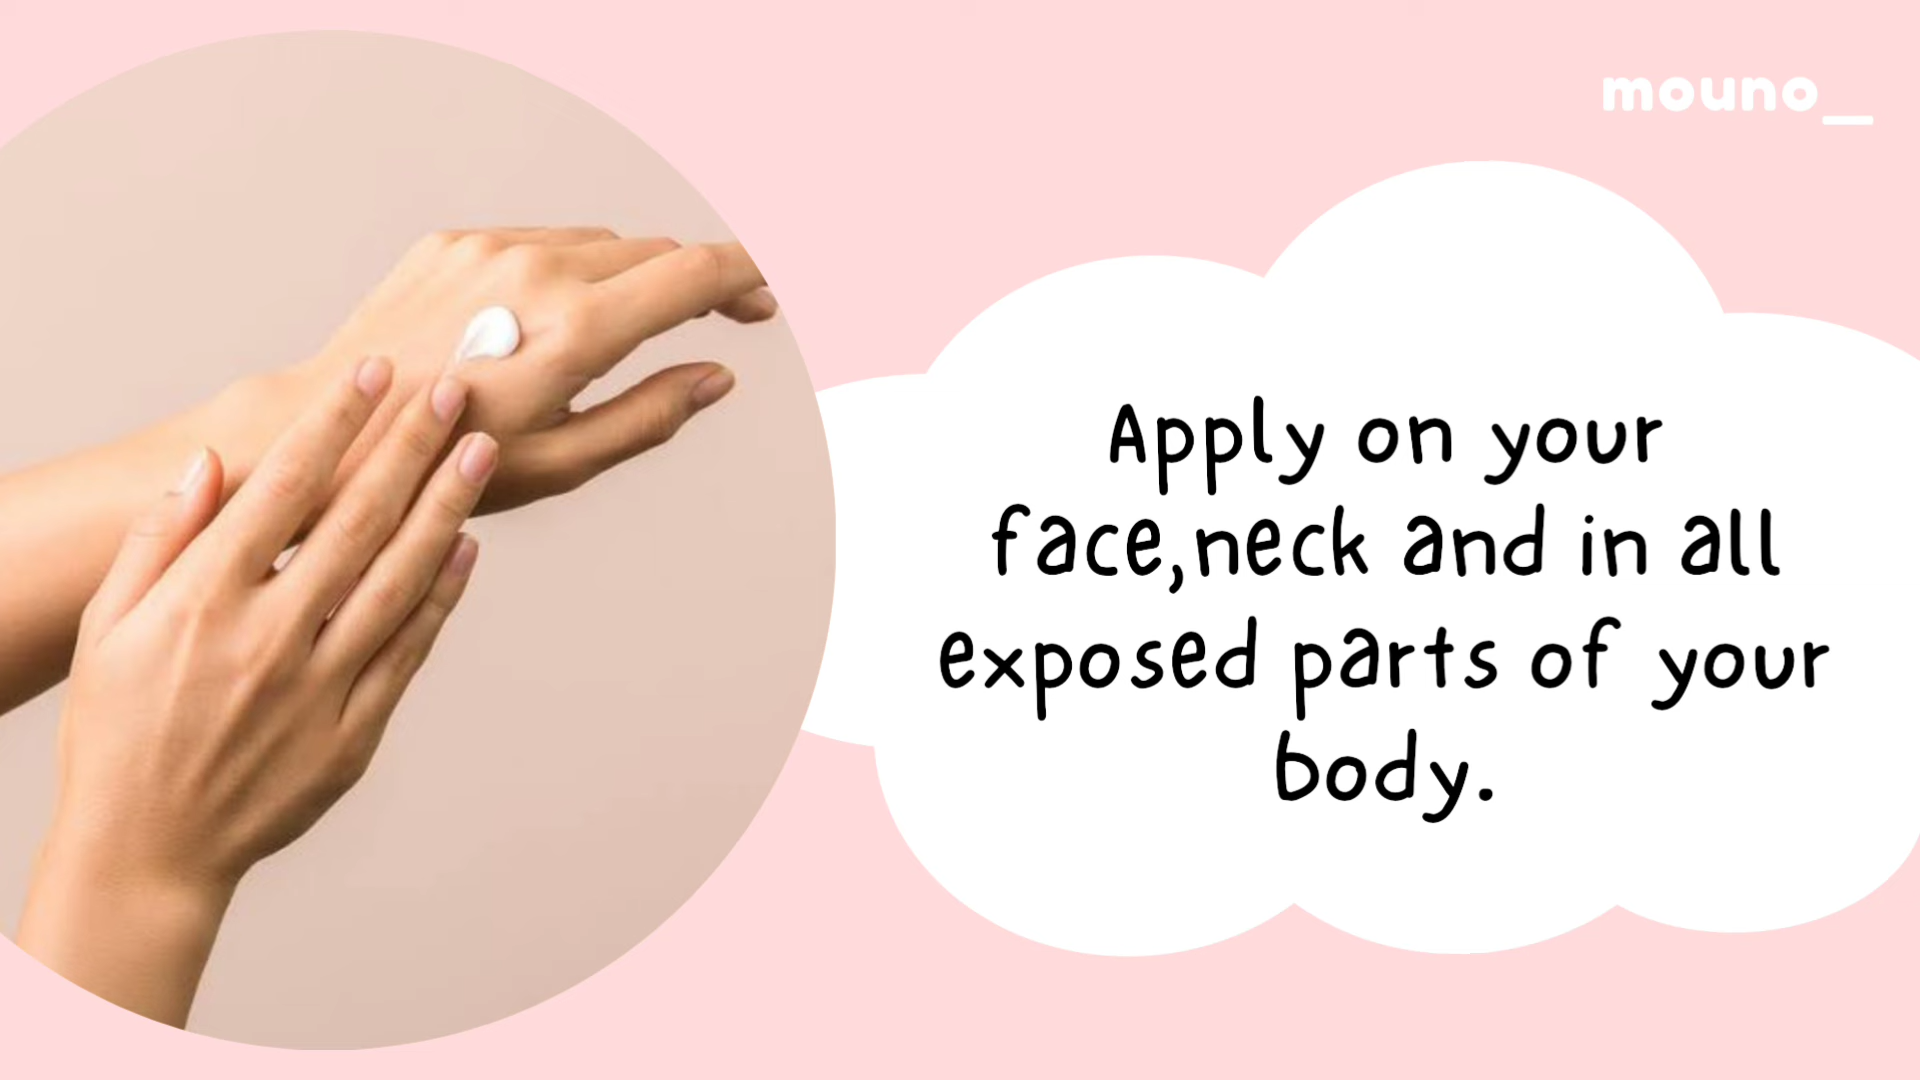 mouno_
Apply on your
face,neck and in all
exposed parts of your
body.